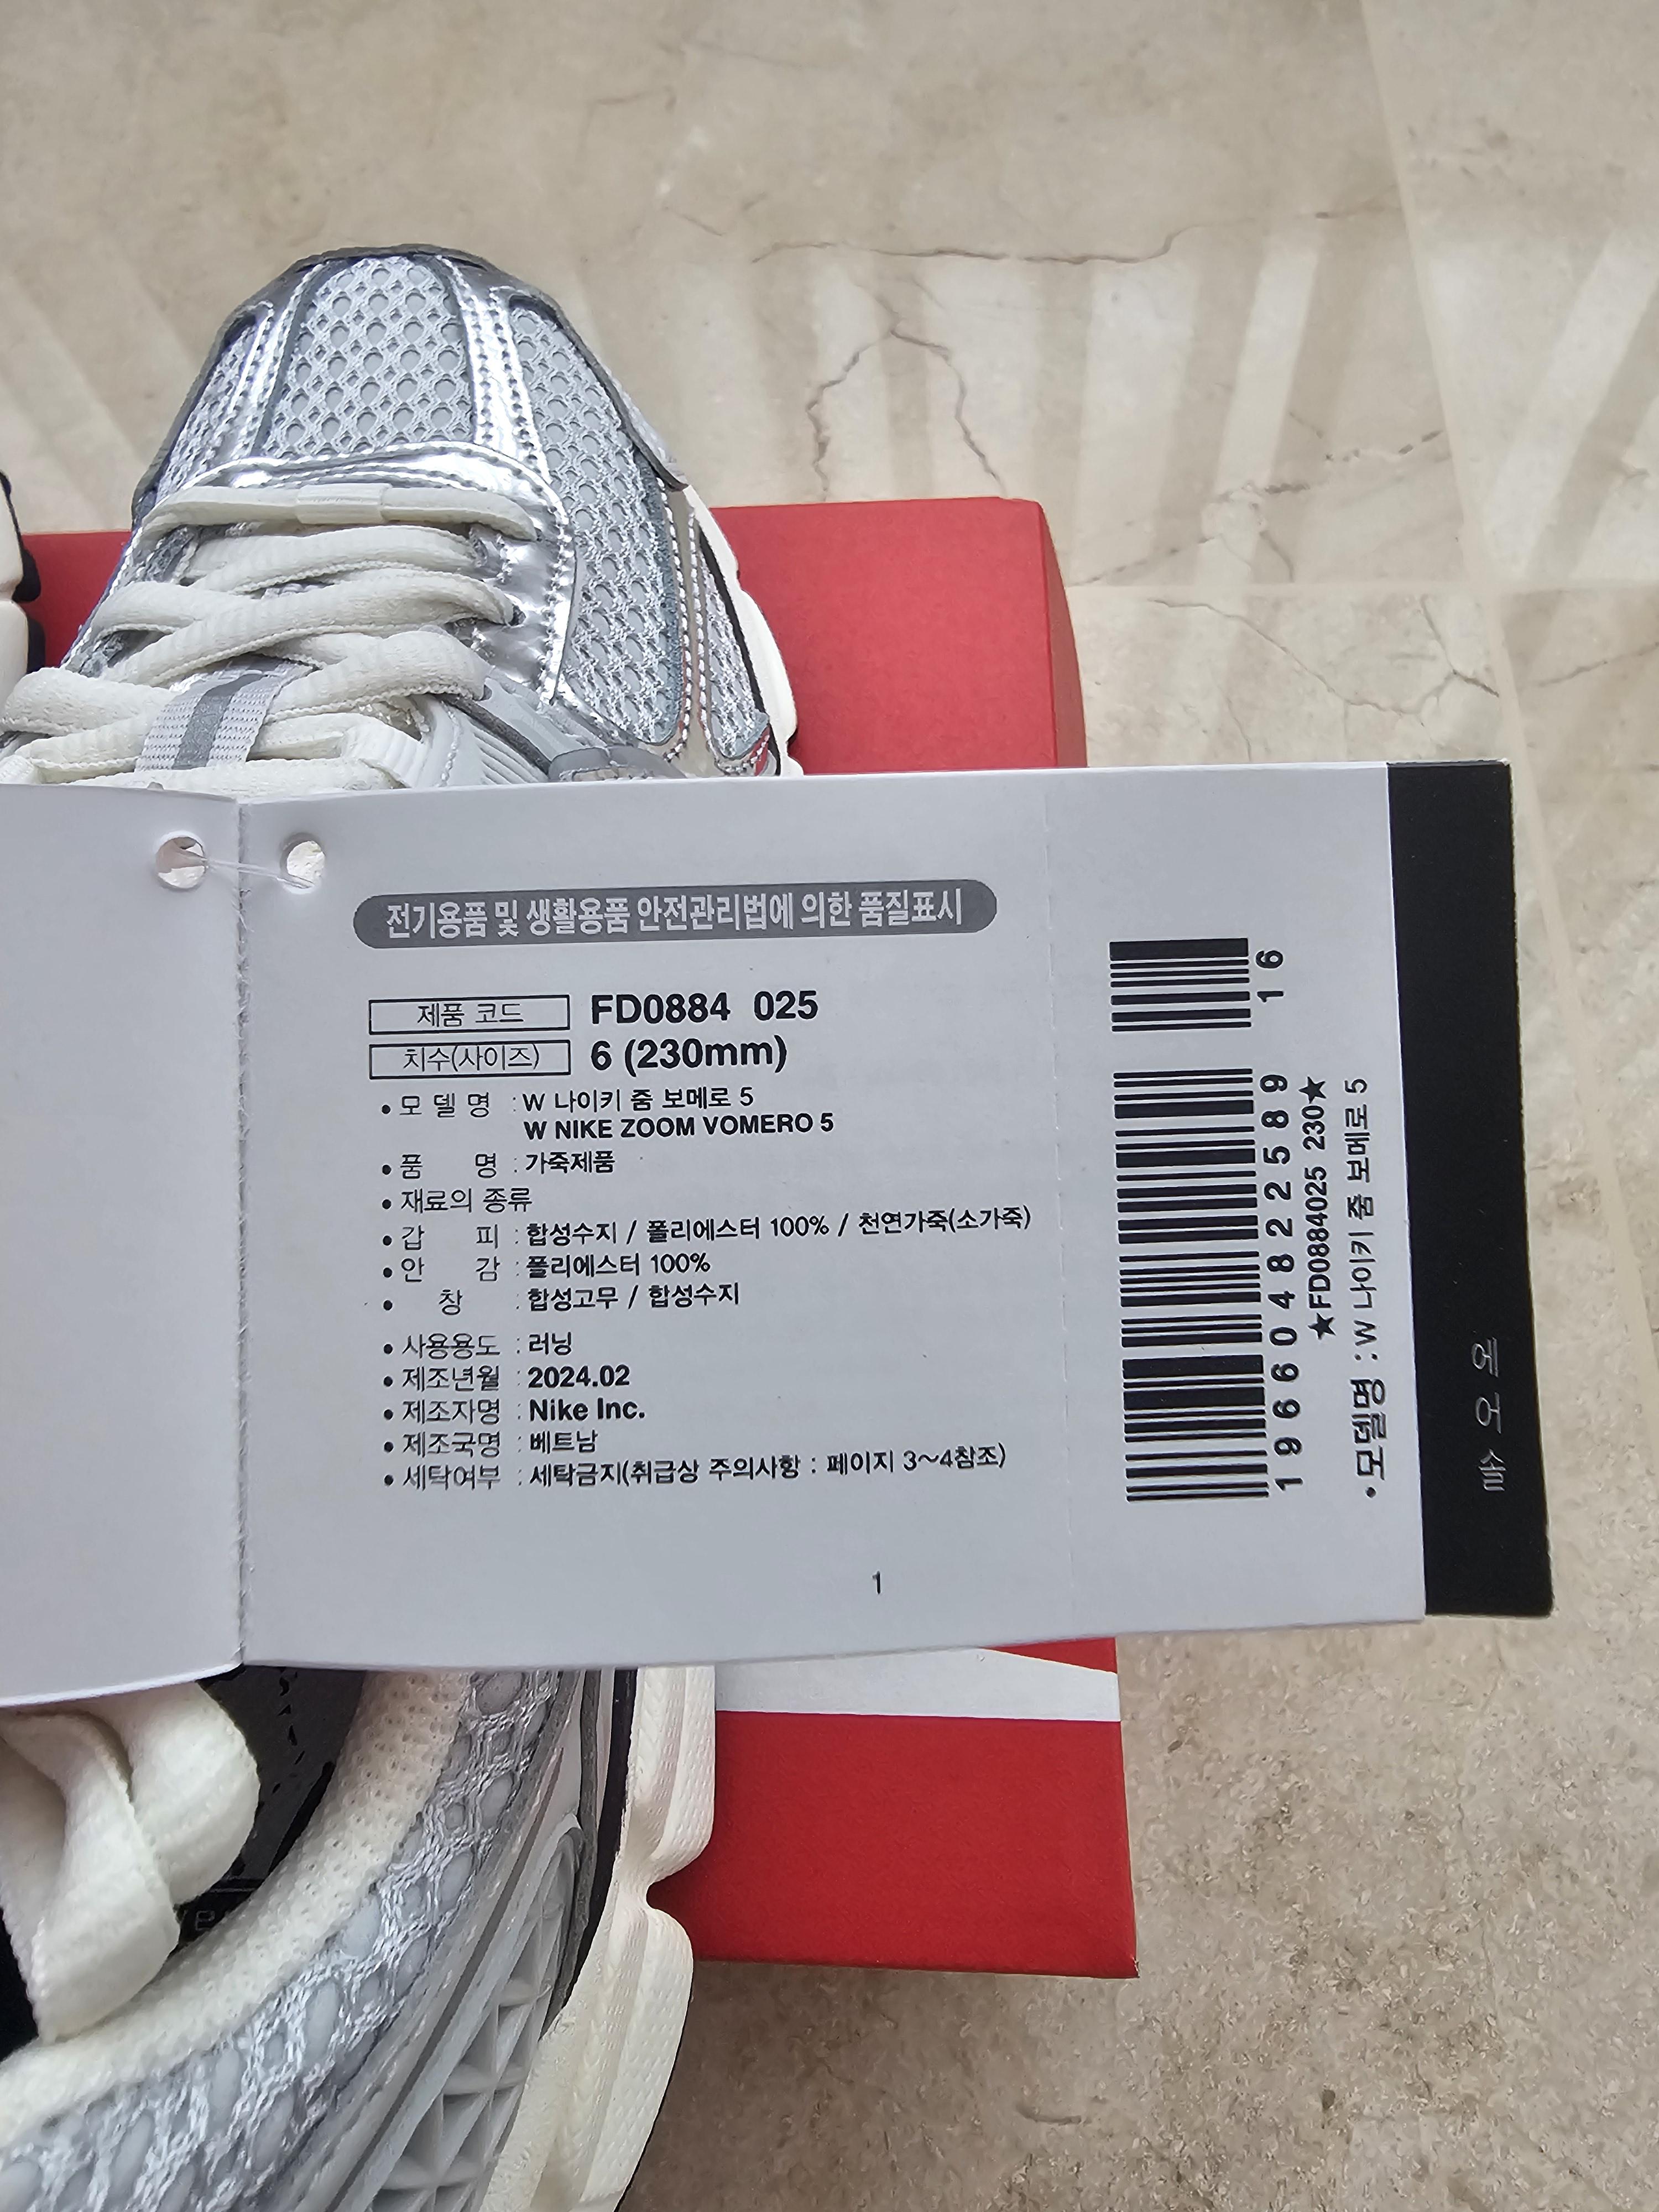 전기용품 및 생활용품 안전관리법에 의한 품질표시
제품 코드 FD0884 025
치수(사이즈) 6 (230mm)
• 모 델 명 : W 나이키 줌 보메로 5
W NIKE ZOOM VOMERO 5
• 품 명 : 가죽제품
• 재료의 종류
• 갑 피 : 합성수지 / 폴리에스터 100% / 천연가죽(소가죽)
• 안 감 : 폴리에스터 100%
• 창 : 합성고무 / 합성수지
• 사용용도 : 러닝
• 제조년월 : 2024.02
• 제조자명 : Nike Inc.
• 제조국명 : 베트남
• 세탁여부 : 세탁금지(취급상 주의사항 : 페이지 3~4참조)
1
196604822589 16
★FD0884025 230★
• 모델명 : W 나이키 줌 보메로 5